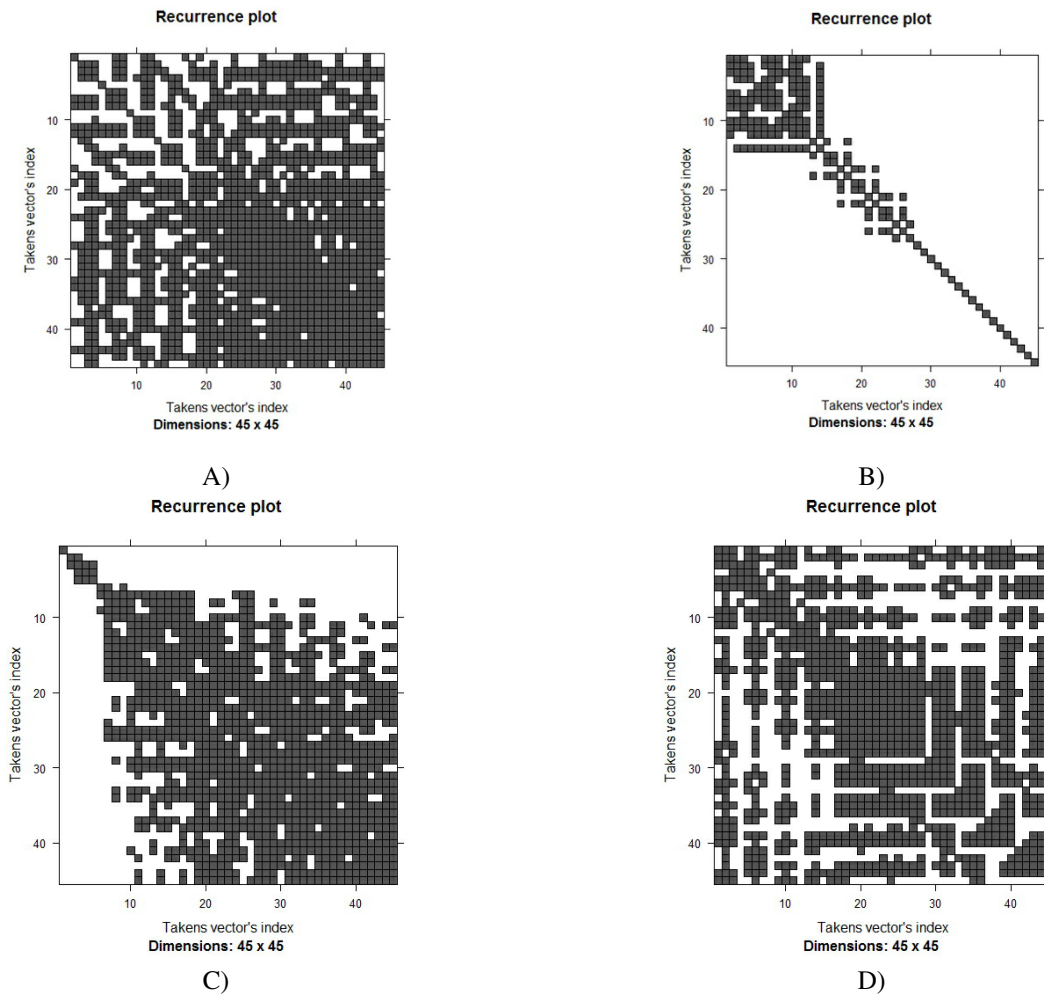 Recurrence plot
Takens vector's index
10
20
30
40
10 20 30 40
Takens vector's index
Dimensions: 45 x 45
A)
Recurrence plot
Takens vector's index
10
20
30
40
10 20 30 40
Takens vector's index
Dimensions: 45 x 45
B)
Recurrence plot
Takens vector's index
10
20
30
40
10 20 30 40
Takens vector's index
Dimensions: 45 x 45
C)
Recurrence plot
Takens vector's index
10
20
30
40
10 20 30 40
Takens vector's index
Dimensions: 45 x 45
D)